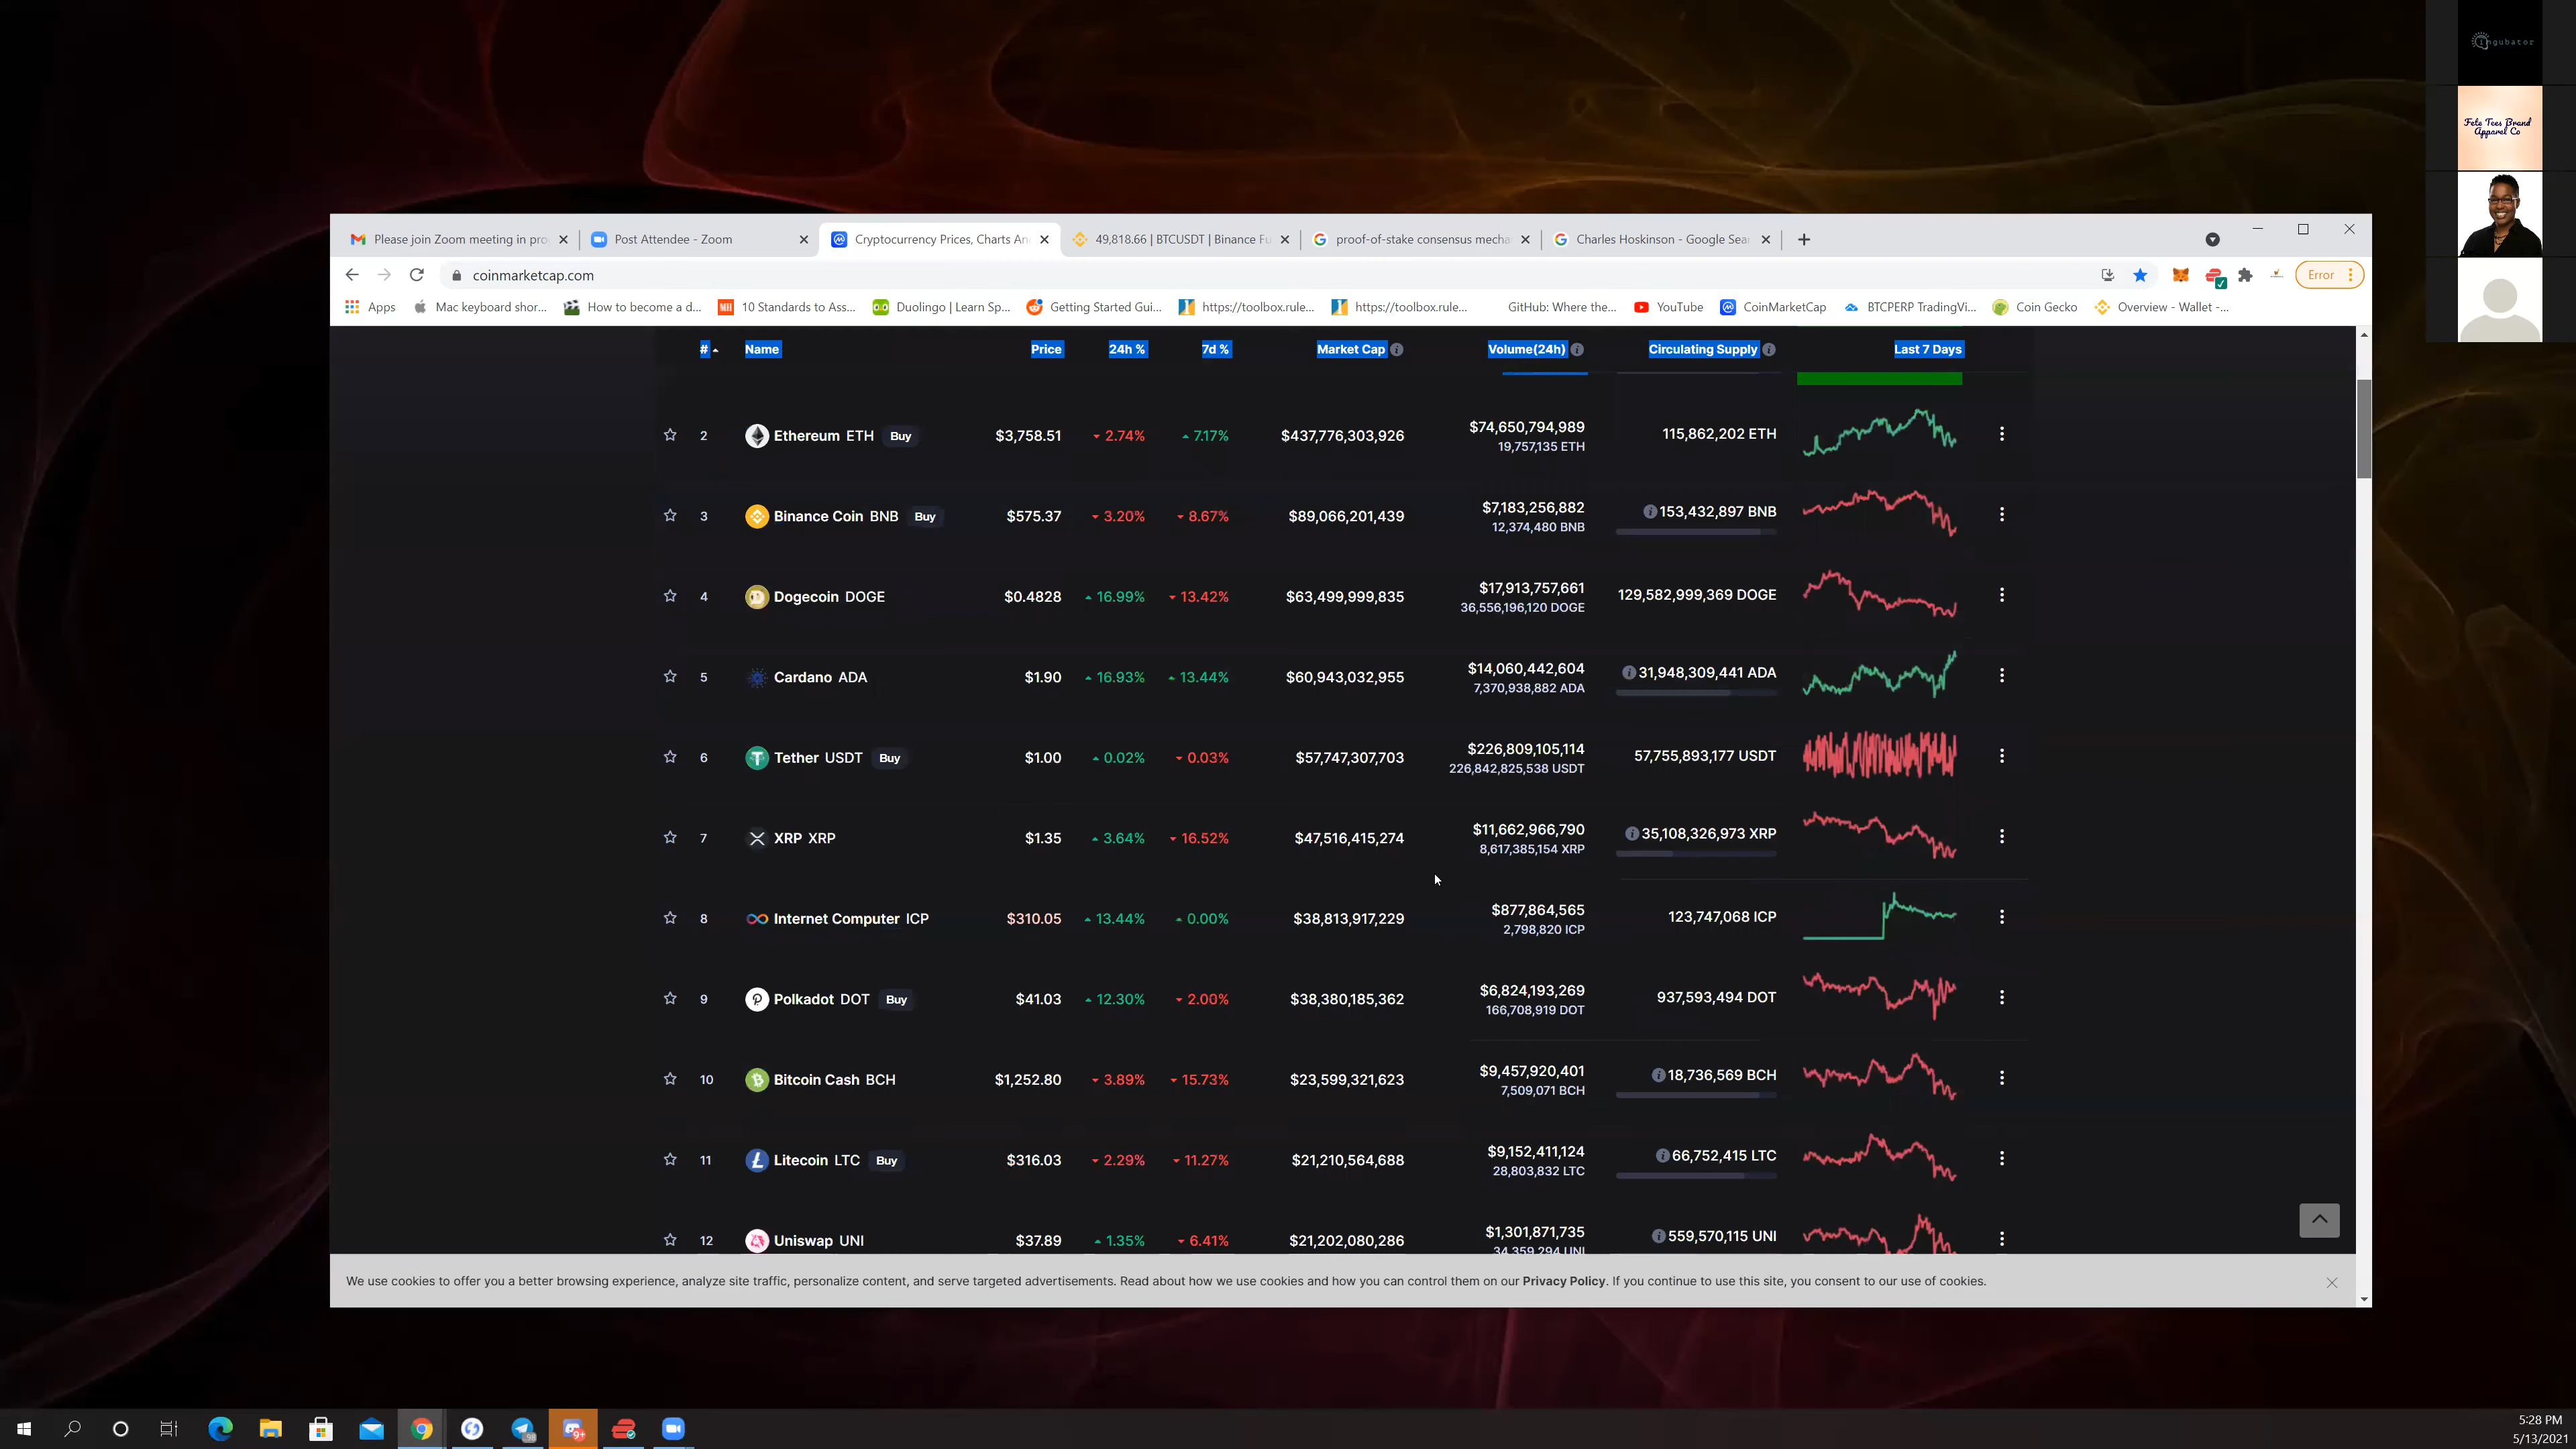 ingubator
Fete Tees Brand
Apparel Co
Please join Zoom meeting in pro
Post Attendee - Zoom
Cryptocurrency Prices, Charts An
49,818.66 | BTCUSDT | Binance Fu
proof-of-stake consensus mecha
Charles Hoskinson - Google Sear
coinmarketcap.com
Error
Apps
Mac keyboard shor...
How to become a d...
10 Standards to Ass...
Duolingo | Learn Sp...
Getting Started Gui...
https://toolbox.rule...
https://toolbox.rule...
GitHub: Where the...
YouTube
CoinMarketCap
BTCPERP TradingVi...
Coin Gecko
Overview - Wallet -...
# Name Price 24h % 7d % Market Cap Volume(24h) Circulating Supply Last 7 Days
2 Ethereum ETH Buy $3,758.51 2.74% 7.17% $437,776,303,926 $74,650,794,989 115,862,202 ETH
19,757,135 ETH
3 Binance Coin BNB Buy $575.37 3.20% 8.67% $89,066,201,439 $7,183,256,882 153,432,897 BNB
12,374,480 BNB
4 Dogecoin DOGE $0.4828 16.99% 13.42% $63,499,999,835 $17,913,757,661 129,582,999,369 DOGE
36,556,196,120 DOGE
5 Cardano ADA $1.90 16.93% 13.44% $60,943,032,955 $14,060,442,604 31,948,309,441 ADA
7,370,938,882 ADA
6 Tether USDT Buy $1.00 0.02% 0.03% $57,747,307,703 $226,809,105,114 57,755,893,177 USDT
226,842,825,538 USDT
7 XRP XRP $1.35 3.64% 16.52% $47,516,415,274 $11,662,966,790 35,108,326,973 XRP
8,617,385,154 XRP
8 Internet Computer ICP $310.05 13.44% 0.00% $38,813,917,229 $877,864,565 123,747,068 ICP
2,798,820 ICP
9 Polkadot DOT Buy $41.03 12.30% 2.00% $38,380,185,362 $6,824,193,269 937,593,494 DOT
166,708,919 DOT
10 Bitcoin Cash BCH $1,252.80 3.89% 15.73% $23,599,321,623 $9,457,920,401 18,736,569 BCH
7,509,071 BCH
11 Litecoin LTC Buy $316.03 2.29% 11.27% $21,210,564,688 $9,152,411,124 66,752,415 LTC
28,803,832 LTC
12 Uniswap UNI $37.89 1.35% 6.41% $21,202,080,286 $1,301,871,735 559,570,115 UNI
34,359,294 UNI
We use cookies to offer you a better browsing experience, analyze site traffic, personalize content, and serve targeted advertisements. Read about how we use cookies and how you can control them on our Privacy Policy. If you continue to use this site, you consent to our use of cookies.
9+
5:28 PM
5/13/2021